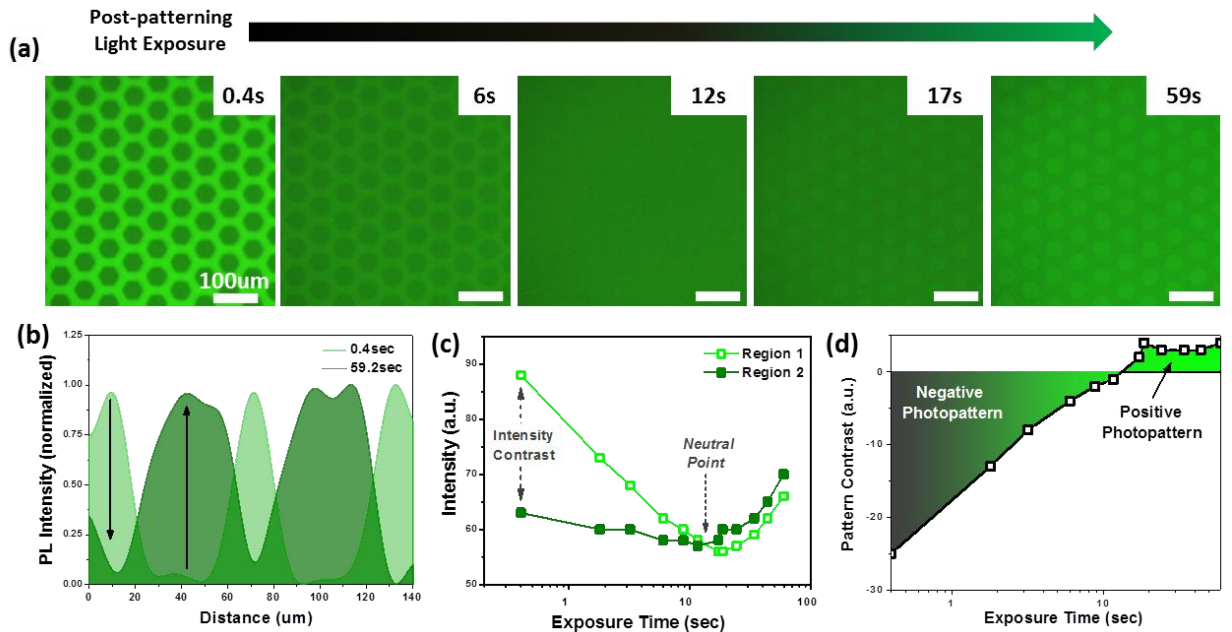 Post-patterning
Light Exposure
(a)
0.4s
6s
12s
17s
59s
100um
(b)
PL Intensity (normalized)
1.25
1.00
0.75
0.50
0.25
0.00
0.4sec
59.2sec
0
20
40
60
80
100
120
140
Distance (um)
(c)
Intensity (a.u.)
90
80
70
60
50
Region 1
Region 2
Intensity
Contrast
Neutral
Point
1
10
100
Exposure Time (sec)
(d)
Pattern Contrast (a.u.)
0
-10
-20
-30
Negative
Photopattern
Positive
Photopattern
1
10
Exposure Time (sec)